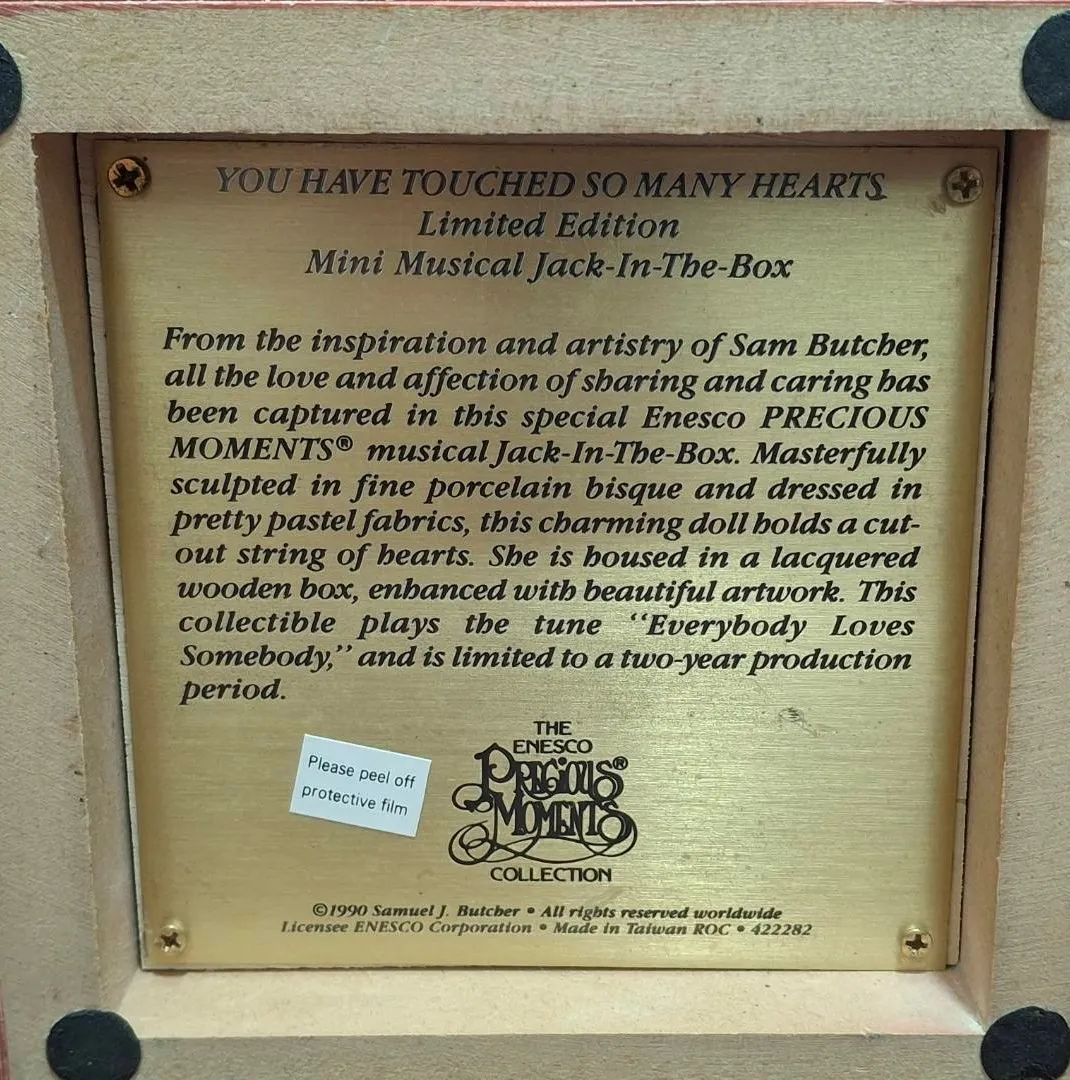 YOU HAVE TOUCHED SO MANY HEARTS
Limited Edition
Mini Musical Jack-In-The-Box
From the inspiration and artistry of Sam Butcher,
all the love and affection of sharing and caring has
been captured in this special Enesco PRECIOUS
MOMENTS® musical Jack-In-The-Box. Masterfully
sculpted in fine porcelain bisque and dressed in
pretty pastel fabrics, this charming doll holds a cut-
out string of hearts. She is housed in a lacquered
wooden box, enhanced with beautiful artwork. This
collectible plays the tune “Everybody Loves
Somebody,” and is limited to a two-year production
period.
Please peel off
protective film
THE
ENESCO
PRECIOUS®
MOMENTS
COLLECTION
©1990 Samuel J. Butcher • All rights reserved worldwide
Licensee ENESCO Corporation • Made in Taiwan ROC • 422282